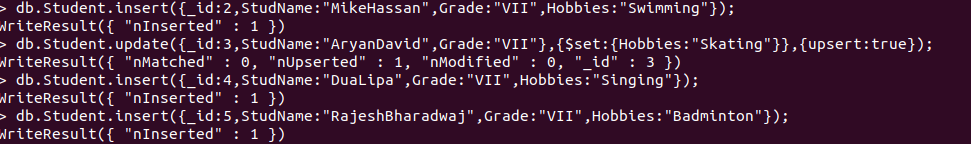 > db.Student.insert({_id:2,StudName:"MikeHassan",Grade:"VII",Hobbies:"Swimming"});
WriteResult({ "nInserted" : 1 })
> db.Student.update({_id:3,StudName:"AryanDavid",Grade:"VII"},{$set:{Hobbies:"Skating"}},{upsert:true});
WriteResult({ "nMatched" : 0, "nUpserted" : 1, "nModified" : 0, "_id" : 3 })
> db.Student.insert({_id:4,StudName:"DuaLipa",Grade:"VII",Hobbies:"Singing"});
WriteResult({ "nInserted" : 1 })
> db.Student.insert({_id:5,StudName:"RajeshBharadwaj",Grade:"VII",Hobbies:"Badminton"});
WriteResult({ "nInserted" : 1 })